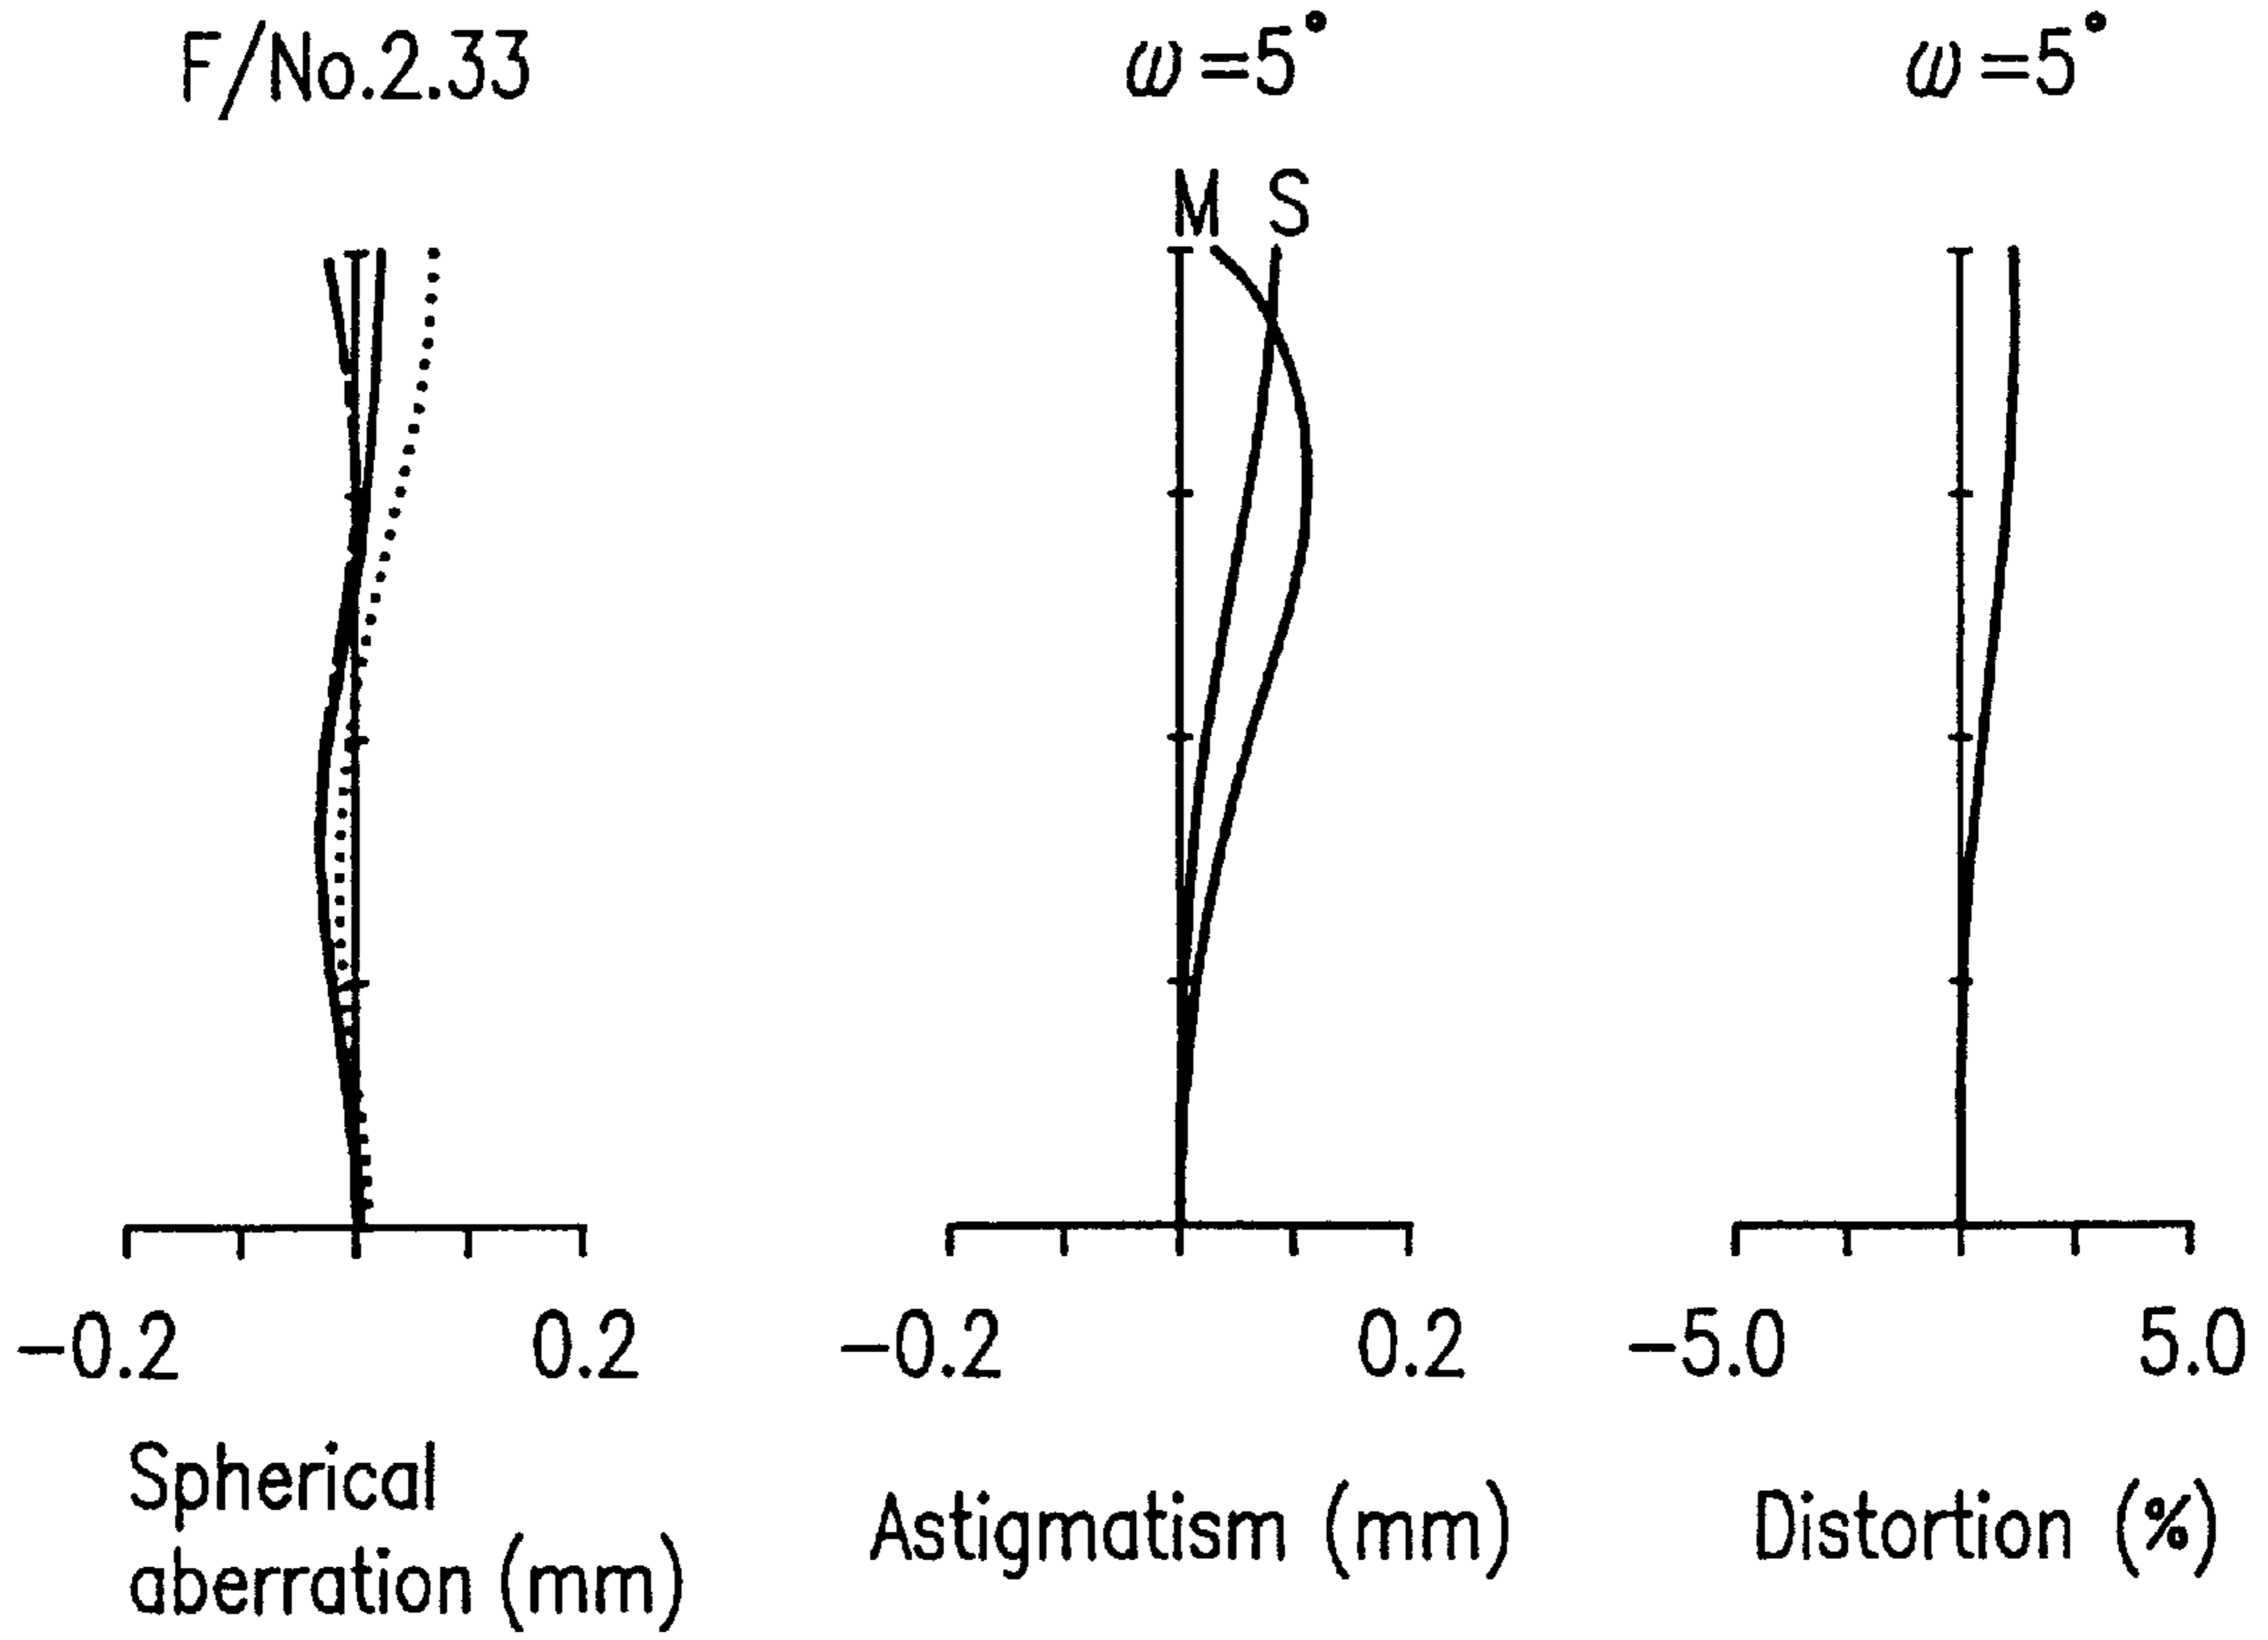 F/No.2.33
ω=5°
ω=5°
M S
−0.2 0.2
−0.2 0.2
−5.0 5.0
Spherical
aberration (mm)
Astigmatism (mm)
Distortion (%)